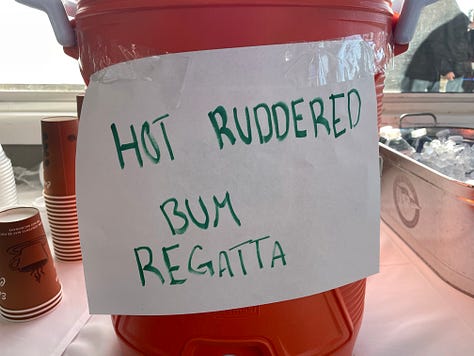 HOT RUDDERED
BUM
REGATTA